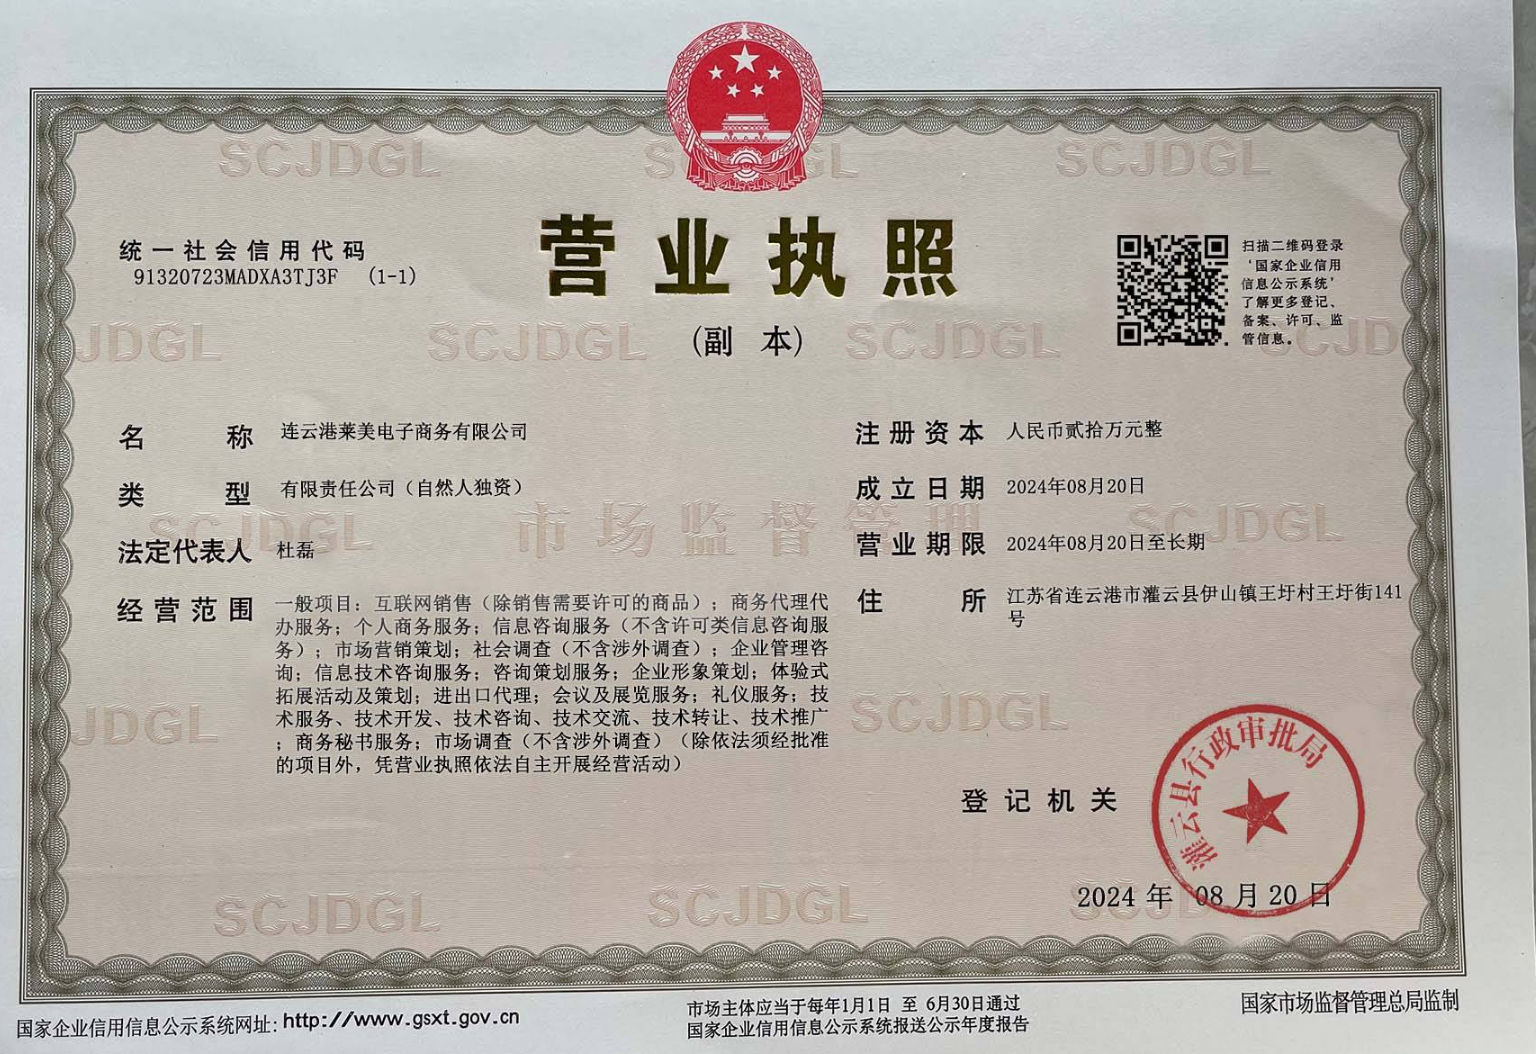 统一社会信用代码
91320723MADXA3TJ3F (1-1)
营业执照
(副 本)
扫描二维码登录
'国家企业信用
信息公示系统'
了解更多登记、
备案、许可、监
管信息。
名 称 连云港莱美电子商务有限公司
类 型 有限责任公司（自然人独资）
法定代表人 杜磊
经营范围 一般项目：互联网销售（除销售需要许可的商品）；商务代理代
办服务；个人商务服务；信息咨询服务（不含许可类信息咨询服
务）；市场营销策划；社会调查（不含涉外调查）；企业管理咨
询；信息技术咨询服务；咨询策划服务；企业形象策划；体验式
拓展活动及策划；进出口代理；会议及展览服务；礼仪服务；技
术服务、技术开发、技术咨询、技术交流、技术转让、技术推广
；商务秘书服务；市场调查（不含涉外调查）（除依法须经批准
的项目外，凭营业执照依法自主开展经营活动）
注册资本 人民币贰拾万元整
成立日期 2024年08月20日
营业期限 2024年08月20日至长期
住 所 江苏省连云港市灌云县伊山镇王圩村王圩街141
号
登记机关
灌云县行政审批局
2024 年 08 月 20 日
SCJDGL SCJDGL SCJDGL
JDGL SCJDGL SCJDGL SCJD
SCJDGL 市场监督管理 SCJDGL
JDGL SCJDGL
SCJDGL SCJDGL SCJD
国家企业信用信息公示系统网址：http://www.gsxt.gov.cn
市场主体应当于每年1月1日 至 6月30日通过
国家企业信用信息公示系统报送公示年度报告
国家市场监督管理总局监制